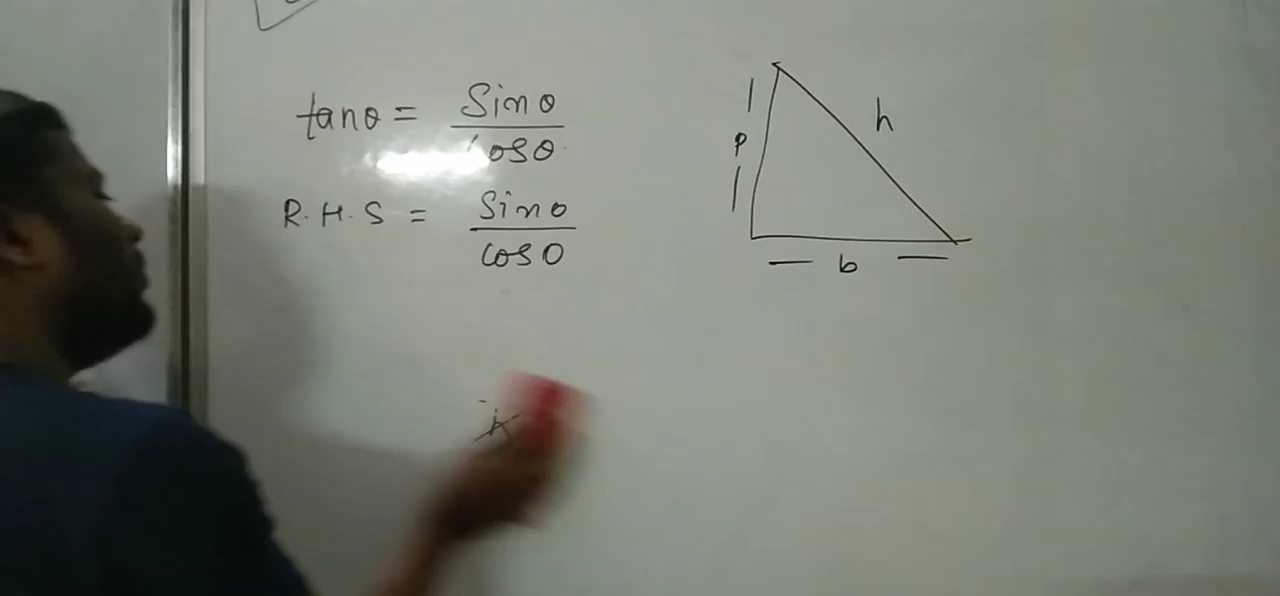 tanθ = Sinθ / cosθ
R.H.S = Sinθ / cosθ
p
h
b